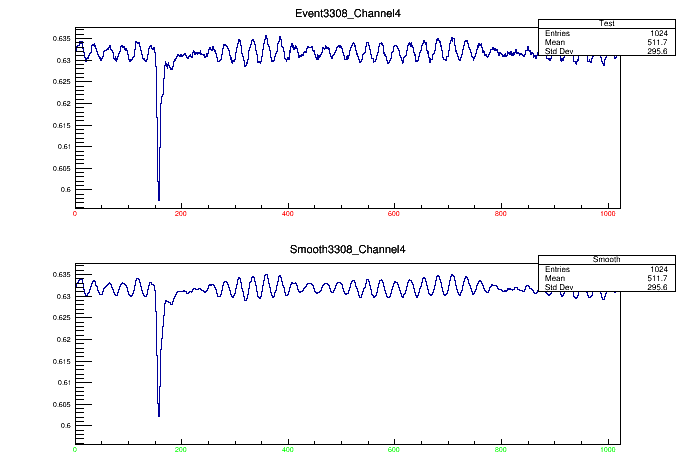 Event3308_Channel4
Test
Entries 1024
Mean 511.7
Std Dev 295.6
0.635
0.63
0.625
0.62
0.615
0.61
0.605
0.6
0 200 400 600 800 1000
Smooth3308_Channel4
Smooth
Entries 1024
Mean 511.7
Std Dev 295.6
0.635
0.63
0.625
0.62
0.615
0.61
0.605
0.6
0 200 400 600 800 1000